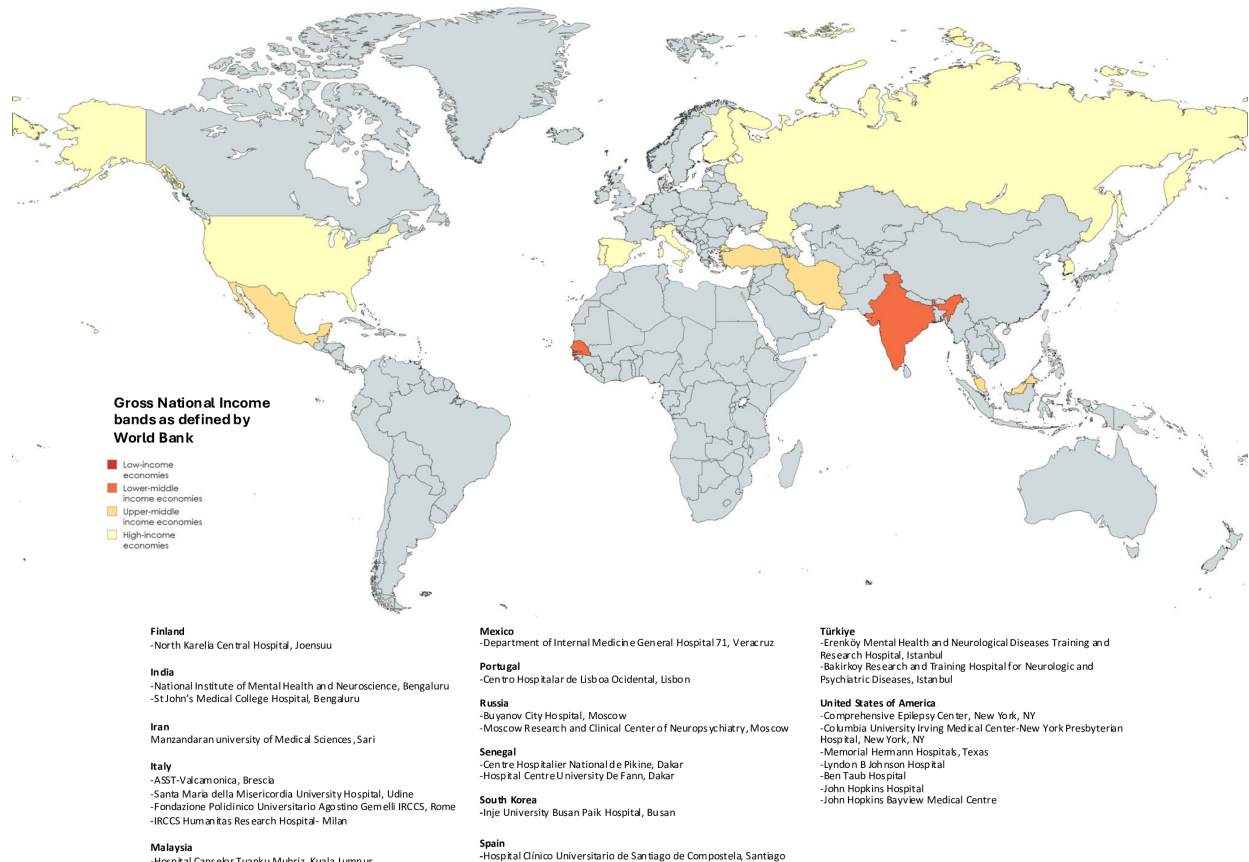 Gross National Income
bands as defined by
World Bank
Low-income
economies
Lower-middle
income economies
Upper-middle
income economies
High-income
economies
Finland
-North Karelia Central Hospital, Joensuu
India
-National Institute of Mental Health and Neuroscience, Bengaluru
-St John's Medical College Hospital, Bengaluru
Iran
Manzandaran university of Medical Sciences, Sari
Italy
-ASST-Valcamonica, Brescia
-Santa Maria della Misericordia University Hospital, Udine
-Fondazione Policlinico Universitario Agostino Gemelli IRCCS, Rome
-IRCCS Humanitas Research Hospital- Milan
Malaysia
-Hospital Canselor Tuanku Muhriz, Kuala Lumpur
Mexico
-Department of Internal Medicine General Hospital 71, Veracruz
Portugal
-Centro Hospitalar de Lisboa Ocidental, Lisbon
Russia
-Buyanov City Hospital, Moscow
-Moscow Research and Clinical Center of Neuropsychiatry, Moscow
Senegal
-Centre Hospitalier National de Pikine, Dakar
-Hospital Centre University De Fann, Dakar
South Korea
-Inje University Busan Paik Hospital, Busan
Spain
-Hospital Clínico Universitario de Santiago de Compostela, Santiago
Türkiye
-Erenköy Mental Health and Neurological Diseases Training and
Research Hospital, Istanbul
-Bakirkoy Research and Training Hospital for Neurologic and
Psychiatric Diseases, Istanbul
United States of America
-Comprehensive Epilepsy Center, New York, NY
-Columbia University Irving Medical Center-New York Presbyterian
Hospital, New York, NY
-Memorial Hermann Hospitals, Texas
-Lyndon B Johnson Hospital
-Ben Taub Hospital
-John Hopkins Hospital
-John Hopkins Bayview Medical Centre